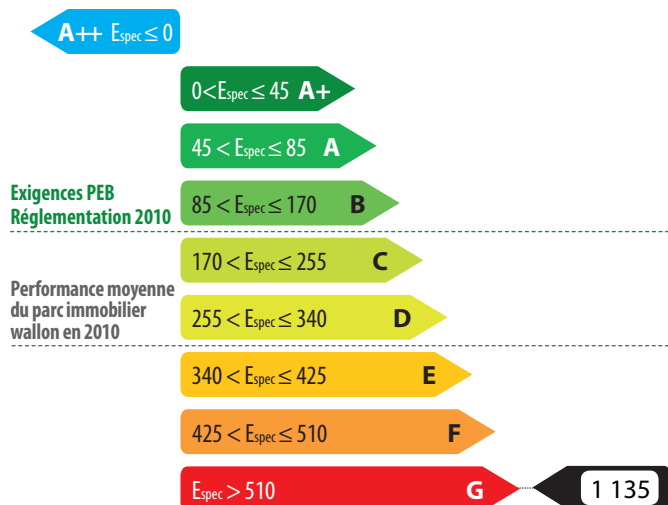 A++ Espec ≤ 0
0<Espec ≤ 45 A+
45 < Espec ≤ 85 A
Exigences PEB
Réglementation 2010
85 < Espec ≤ 170 B
170 < Espec ≤ 255 C
Performance moyenne
du parc immobilier
wallon en 2010
255 < Espec ≤ 340 D
340 < Espec ≤ 425 E
425 < Espec ≤ 510 F
Espec > 510 G
1 135